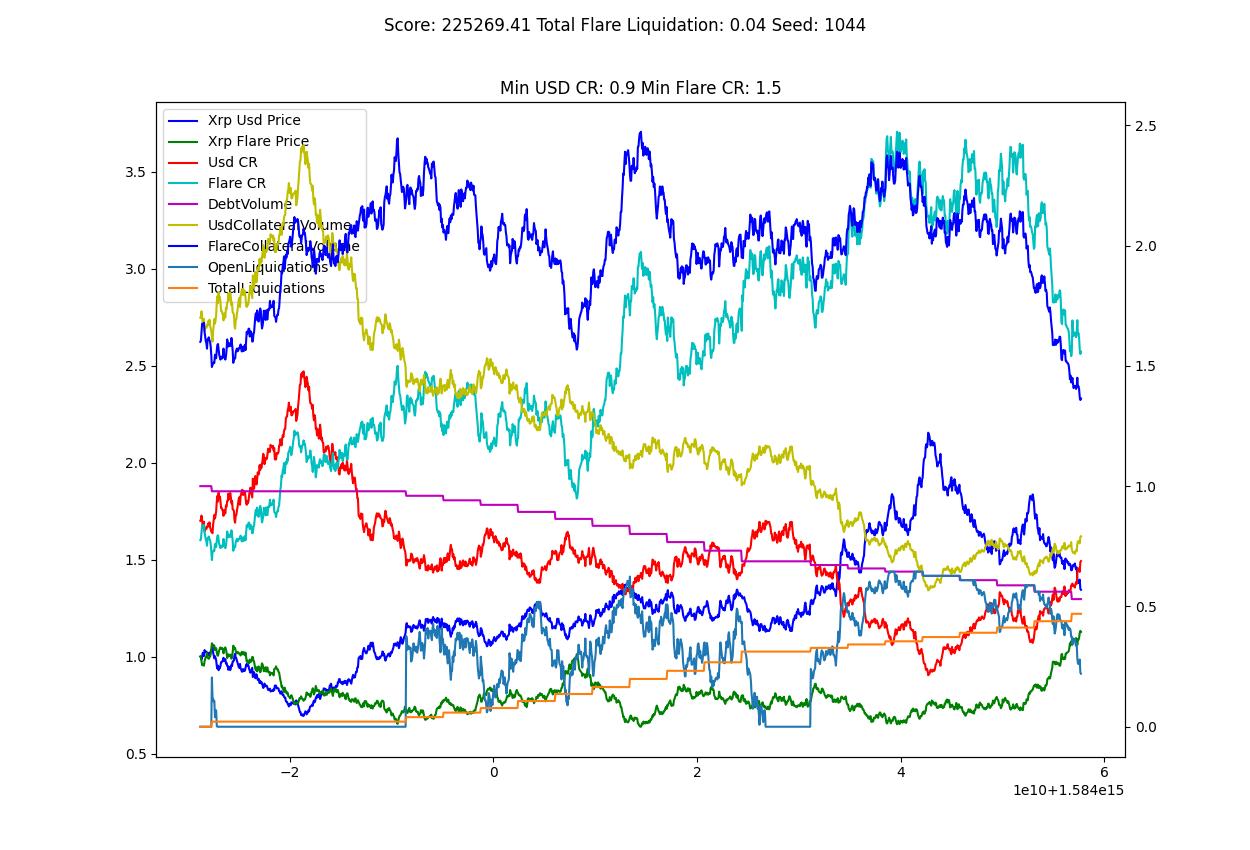 Score: 225269.41 Total Flare Liquidation: 0.04 Seed: 1044
Min USD CR: 0.9 Min Flare CR: 1.5
Xrp Usd Price
Xrp Flare Price
Usd CR
Flare CR
DebtVolume
UsdCollateralVolume
FlareCollateralVolume
OpenLiquidations
TotalLiquidations
3.5
3.0
2.5
2.0
1.5
1.0
0.5
2.5
2.0
1.5
1.0
0.5
0.0
−2
0
2
4
6
1e10+1.584e15